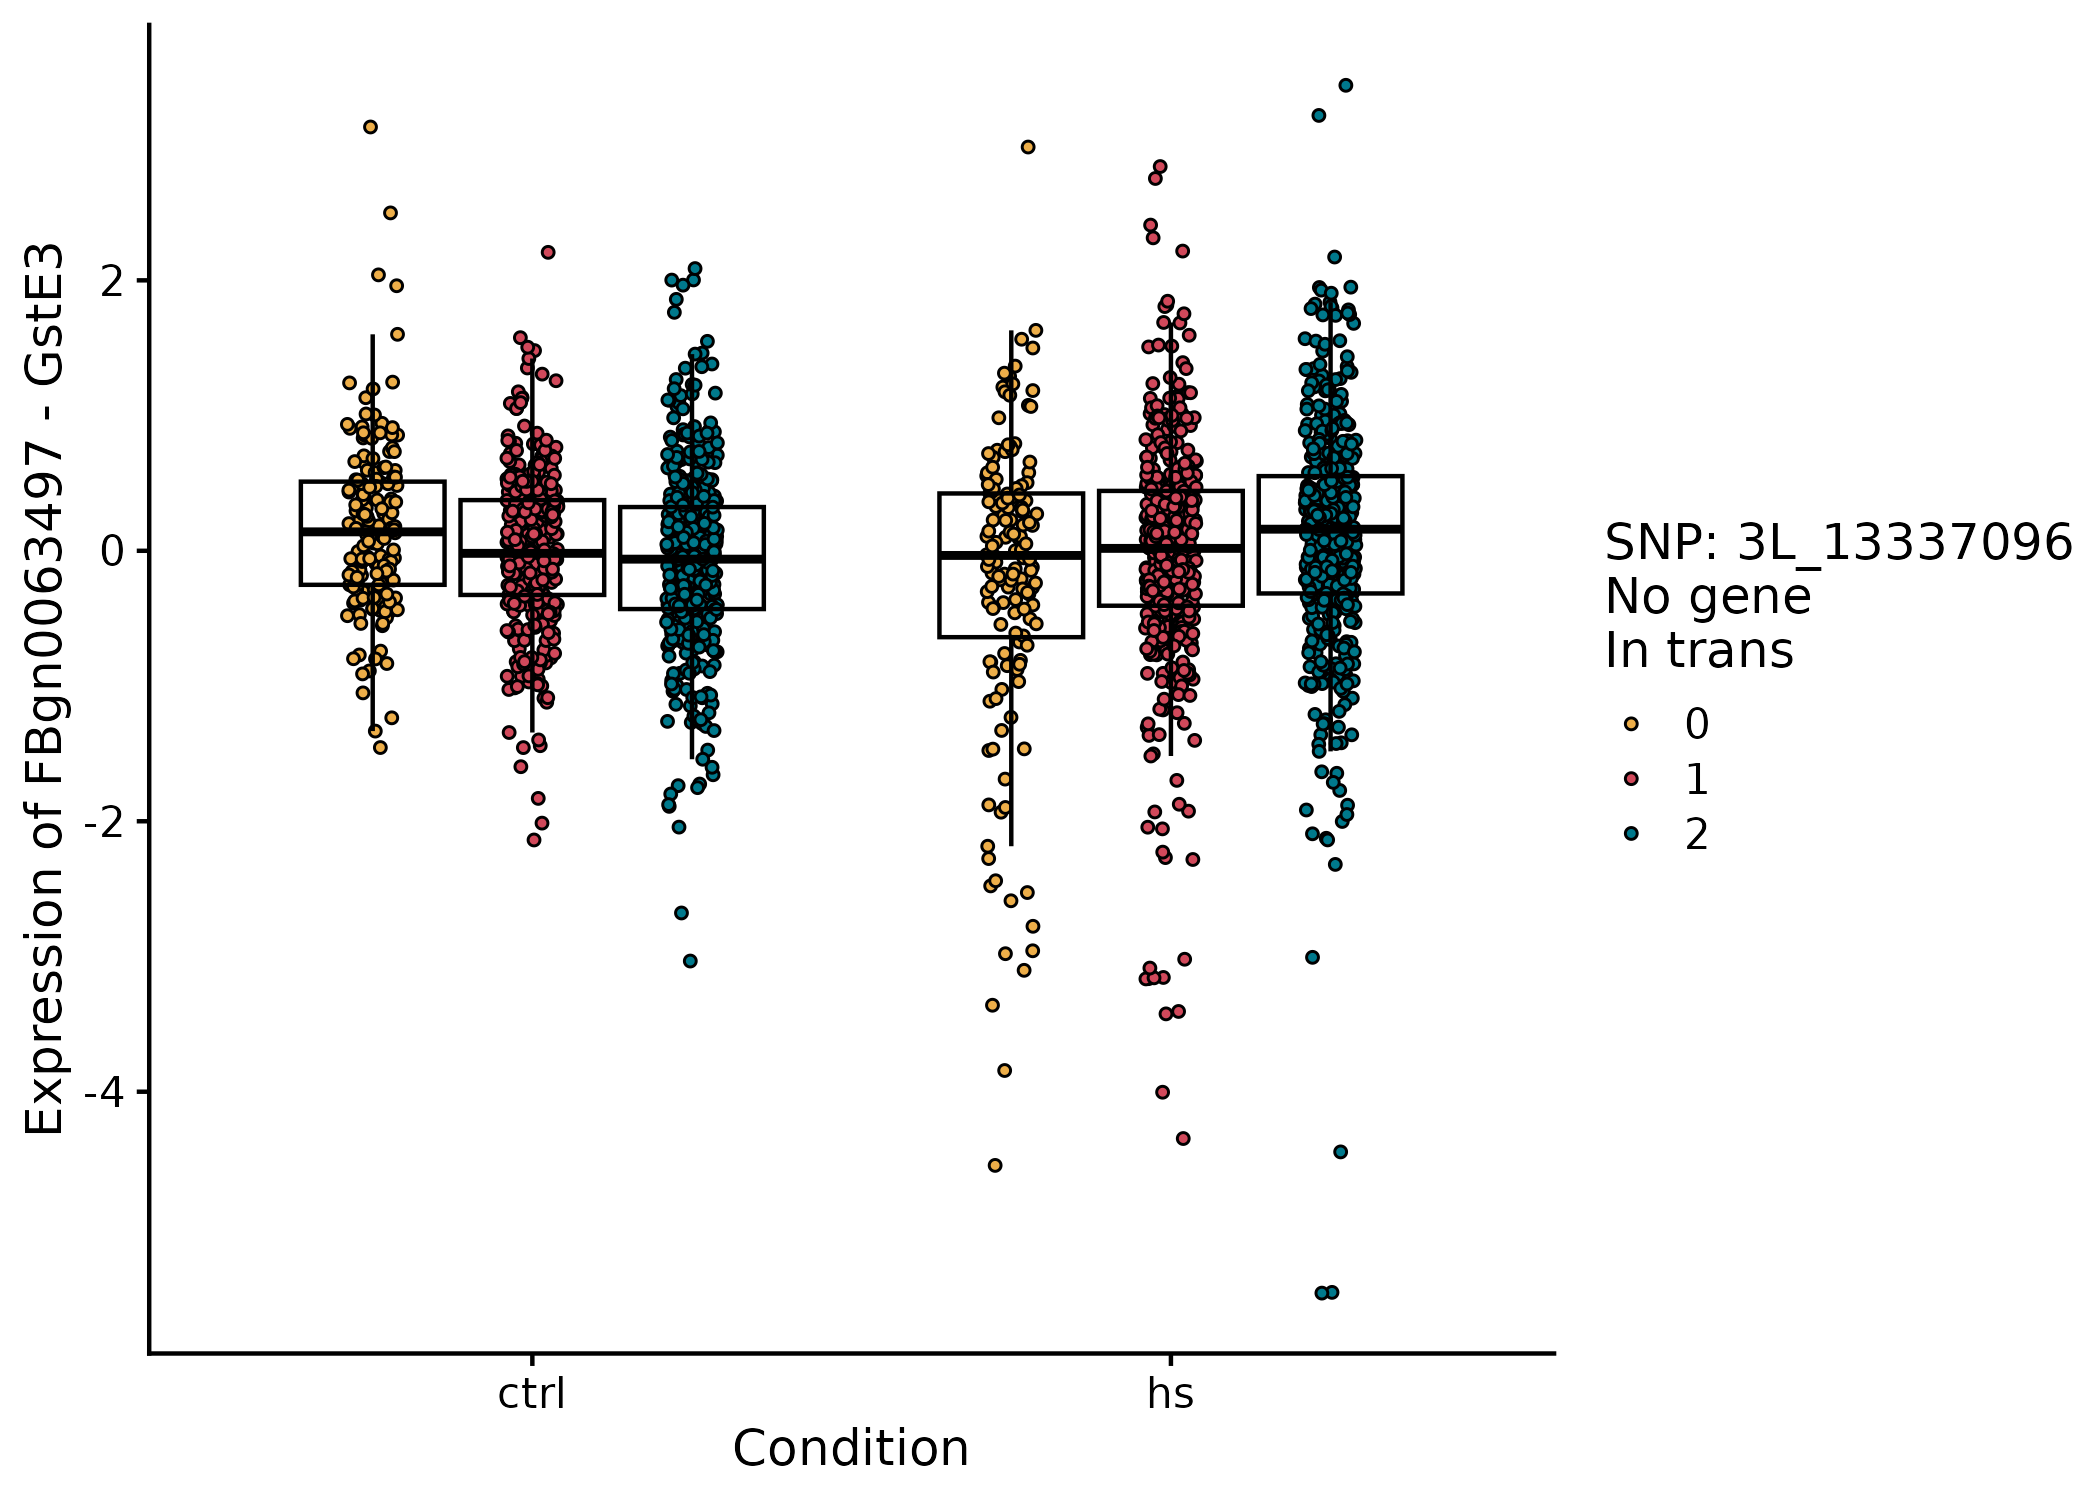 Expression of FBgn0063497 - GstE3
2
0
-2
-4
ctrl
hs
Condition
SNP: 3L_13337096
No gene
In trans
0
1
2